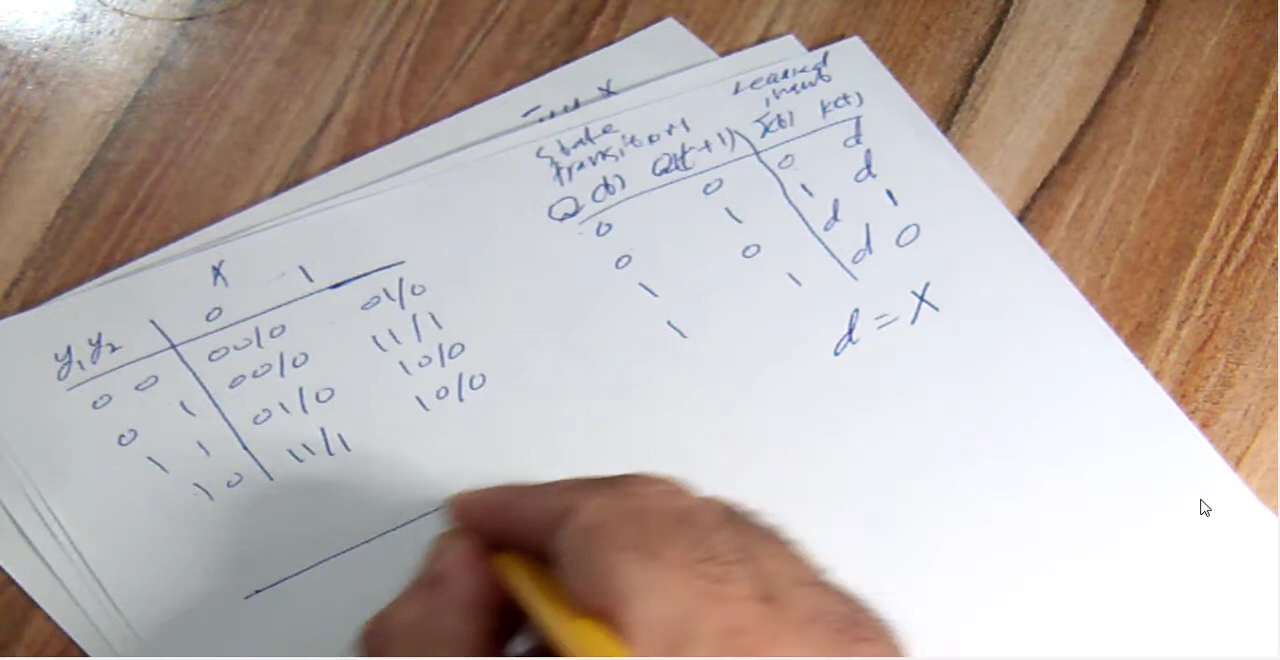 X
State
transitions
Q(t) Q(t+1) J(t) K(t)
0 0 0 d
0 1 1 d
1 0 d 1
1 1 d 0
d = X
X
y₁y₂ 0 1
0 0 00/0 01/0
0 1 00/0 11/1
1 1 01/0 10/0
1 0 11/1 10/0